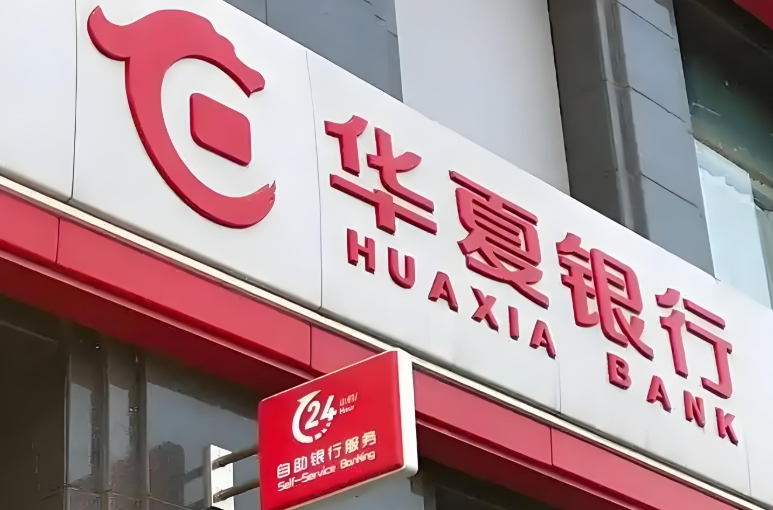 华夏银行
HUAXIA BANK
24
小时/
Hour
自助银行服务
Self-Service Banking